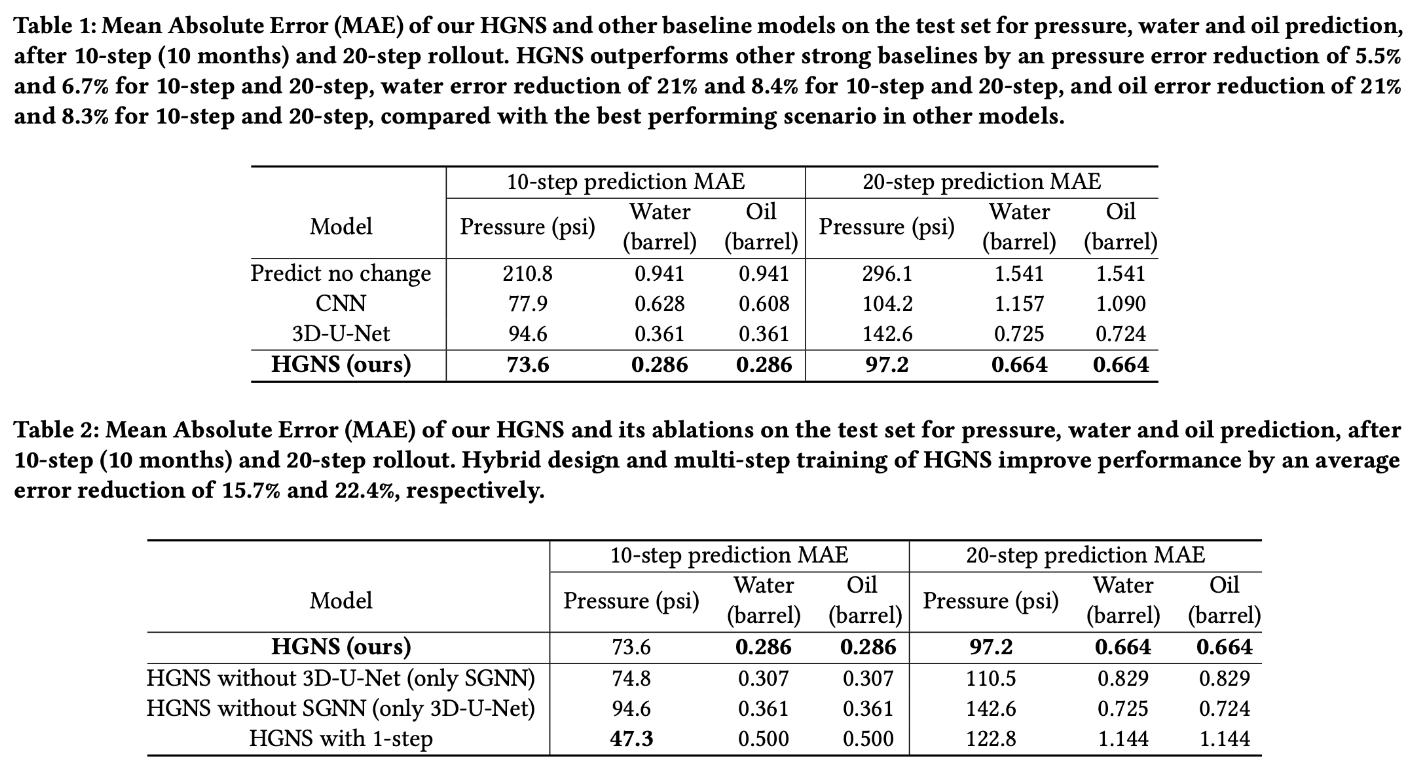 Table 1: Mean Absolute Error (MAE) of our HGNS and other baseline models on the test set for pressure, water and oil prediction,
after 10-step (10 months) and 20-step rollout. HGNS outperforms other strong baselines by an pressure error reduction of 5.5%
and 6.7% for 10-step and 20-step, water error reduction of 21% and 8.4% for 10-step and 20-step, and oil error reduction of 21%
and 8.3% for 10-step and 20-step, compared with the best performing scenario in other models.
10-step prediction MAE 20-step prediction MAE
Model Pressure (psi) Water (barrel) Oil (barrel) Pressure (psi) Water (barrel) Oil (barrel)
Predict no change 210.8 0.941 0.941 296.1 1.541 1.541
CNN 77.9 0.628 0.608 104.2 1.157 1.090
3D-U-Net 94.6 0.361 0.361 142.6 0.725 0.724
HGNS (ours) 73.6 0.286 0.286 97.2 0.664 0.664
Table 2: Mean Absolute Error (MAE) of our HGNS and its ablations on the test set for pressure, water and oil prediction, after
10-step (10 months) and 20-step rollout. Hybrid design and multi-step training of HGNS improve performance by an average
error reduction of 15.7% and 22.4%, respectively.
10-step prediction MAE 20-step prediction MAE
Model Pressure (psi) Water (barrel) Oil (barrel) Pressure (psi) Water (barrel) Oil (barrel)
HGNS (ours) 73.6 0.286 0.286 97.2 0.664 0.664
HGNS without 3D-U-Net (only SGNN) 74.8 0.307 0.307 110.5 0.829 0.829
HGNS without SGNN (only 3D-U-Net) 94.6 0.361 0.361 142.6 0.725 0.724
HGNS with 1-step 47.3 0.500 0.500 122.8 1.144 1.144